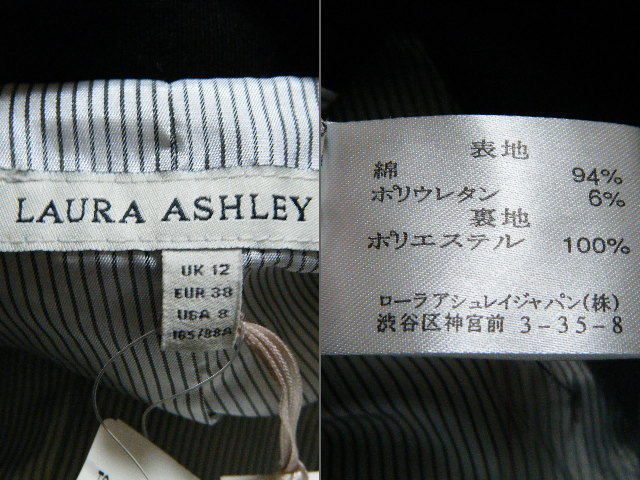 LAURA ASHLEY
UK 12
EUR 38
USA 8
165/88A
表地
綿 94%
ポリウレタン 6%
裏地
ポリエステル 100%
ローラアシュレイジャパン(株)
渋谷区神宮前 3-35-8